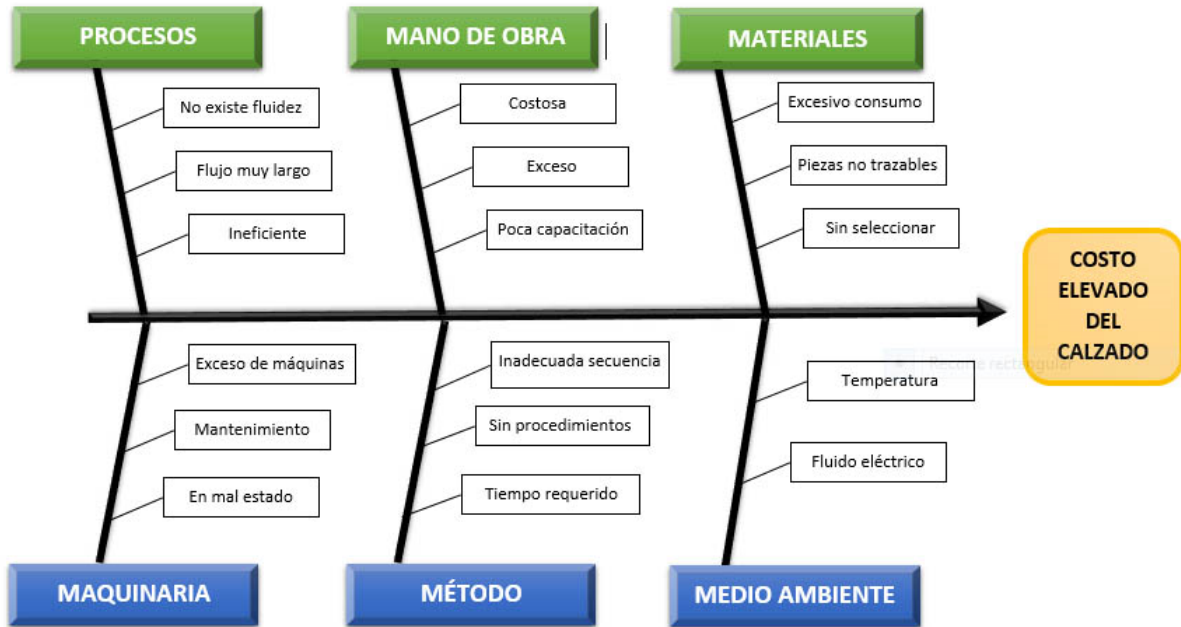 PROCESOS
MANO DE OBRA
MATERIALES
No existe fluidez
Flujo muy largo
Ineficiente
Costosa
Exceso
Poca capacitación
Excesivo consumo
Piezas no trazables
Sin seleccionar
COSTO
ELEVADO
DEL
CALZADO
Exceso de máquinas
Mantenimiento
En mal estado
Inadecuada secuencia
Sin procedimientos
Tiempo requerido
Recorte rectangular
Temperatura
Fluido eléctrico
MAQUINARIA
MÉTODO
MEDIO AMBIENTE